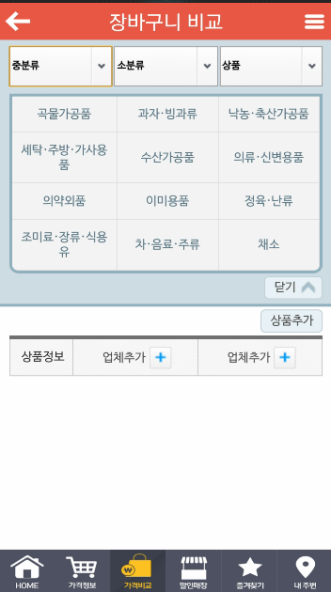 장바구니 비교
중분류 소분류 상품
곡물가공품 과자·빙과류 낙농·축산가공품
세탁·주방·가사용
품 수산가공품 의류·신변용품
의약외품 이미용품 정육·난류
조미료·장류·식용
유 차·음료·주류 채소
닫기
상품추가
상품정보 업체추가 업체추가
HOME 가격정보 가격비교 할인매장 즐겨찾기 내 주변